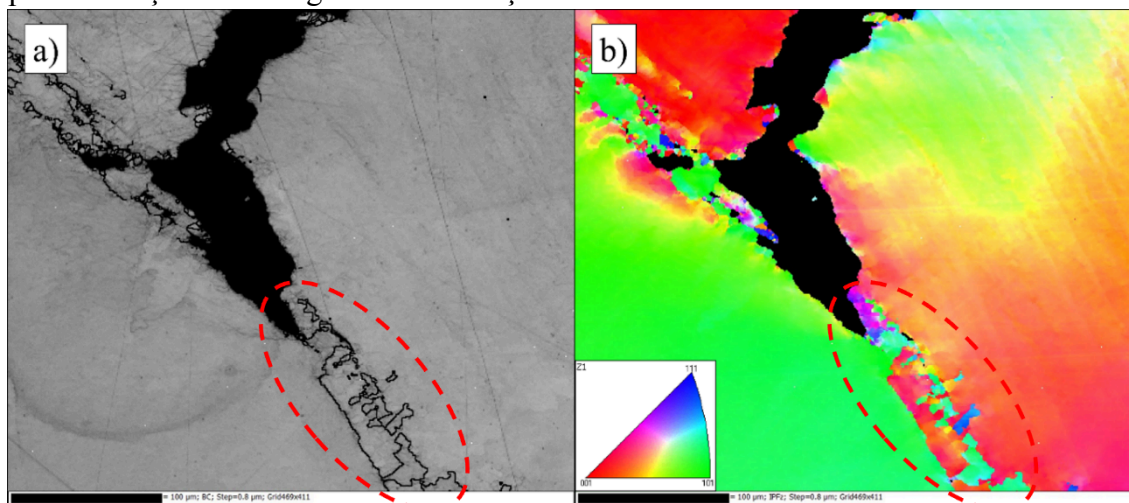 a)
b)
Z1
111
001
101
= 100 µm; BC; Step=0.8 µm; Grid469x411
= 100 µm; IPFz; Step=0.8 µm; Grid469x411